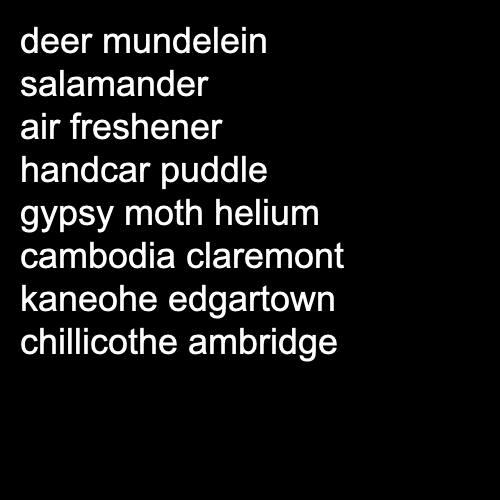 deer mundelein
salamander
air freshener
handcar puddle
gypsy moth helium
cambodia claremont
kaneohe edgartown
chillicothe ambridge